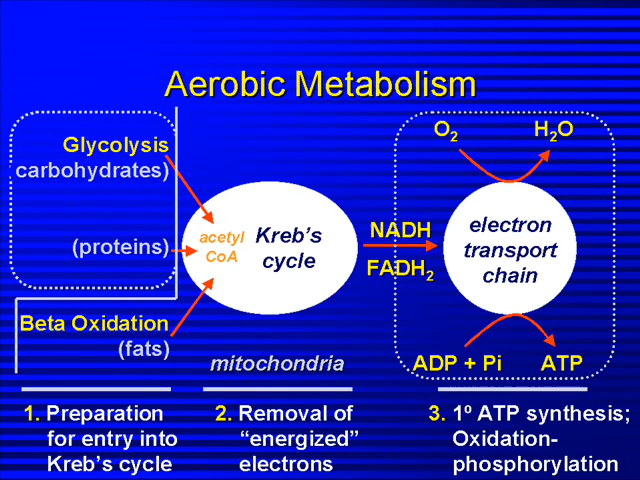 Aerobic Metabolism
Glycolysis
carbohydrates)
(proteins)
Beta Oxidation
(fats)
acetyl
CoA
Kreb’s
cycle
mitochondria
NADH
FADH₂
O₂
H₂O
electron
transport
chain
ADP + Pi
ATP
1. Preparation
for entry into
Kreb’s cycle
2. Removal of
“energized”
electrons
3. 1º ATP synthesis;
Oxidation-
phosphorylation